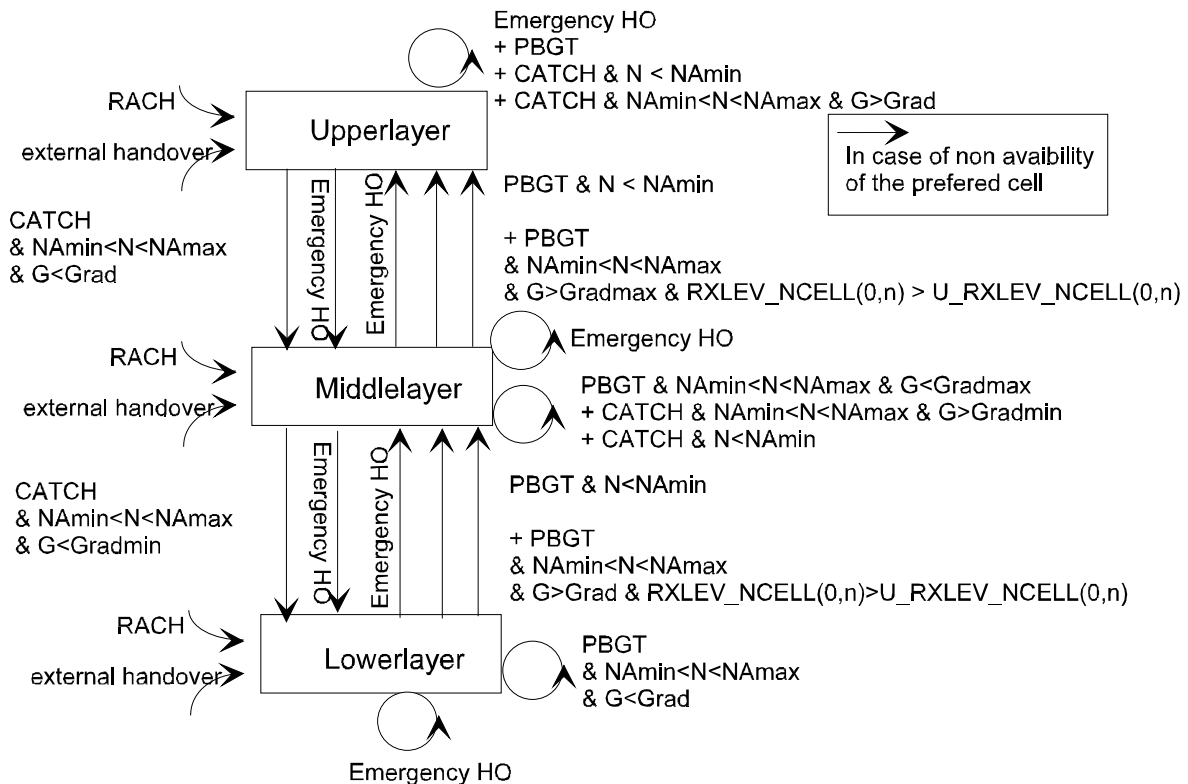 Emergency HO
+ PBGT
+ CATCH & N < NAmin
+ CATCH & NAmin<N<NAmax & G>Grad
RACH
external handover
Upperlayer
In case of non avaibility
of the prefered cell
CATCH
& NAmin<N<NAmax
& G<Grad
Emergency HO
Emergency HO
PBGT & N < NAmin
+ PBGT
& NAmin<N<NAmax
& G>Gradmax & RXLEV_NCELL(0,n) > U_RXLEV_NCELL(0,n)
RACH
external handover
Middlelayer
Emergency HO
PBGT & NAmin<N<NAmax & G<Gradmax
+ CATCH & NAmin<N<NAmax & G>Gradmin
+ CATCH & N<NAmin
CATCH
& NAmin<N<NAmax
& G<Gradmin
Emergency HO
Emergency HO
PBGT & N<NAmin
+ PBGT
& NAmin<N<NAmax
& G>Grad & RXLEV_NCELL(0,n)>U_RXLEV_NCELL(0,n)
RACH
external handover
Lowerlayer
PBGT
& NAmin<N<NAmax
& G<Grad
Emergency HO